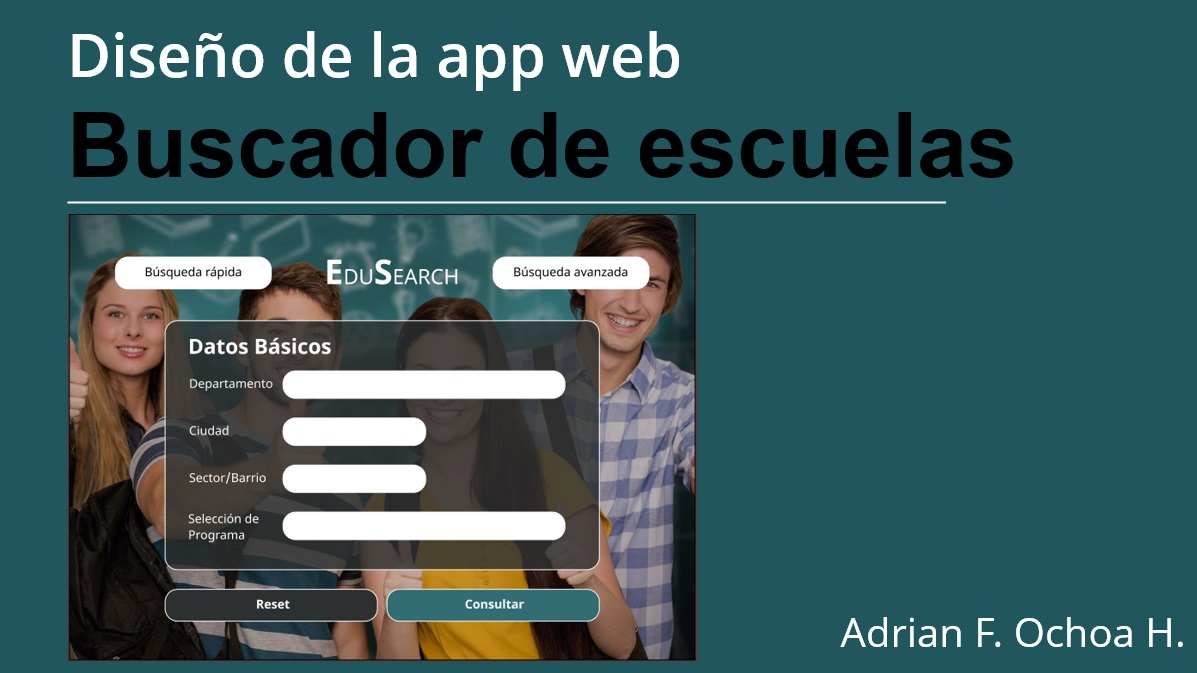 Diseño de la app web
Buscador de escuelas
Búsqueda rápida
EDUSEARCH
Búsqueda avanzada
Datos Básicos
Departamento
Ciudad
Sector/Barrio
Selección de
Programa
Reset
Consultar
Adrian F. Ochoa H.